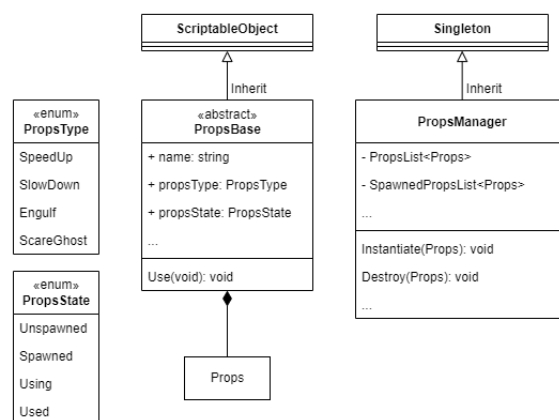 ScriptableObject
Inherit
«abstract»
PropsBase
+ name: string
+ propsType: PropsType
+ propsState: PropsState
...
Use(void): void
Props
Singleton
Inherit
PropsManager
- PropsList<Props>
- SpawnedPropsList<Props>
...
Instantiate(Props): void
Destroy(Props): void
...
«enum»
PropsType
SpeedUp
SlowDown
Engulf
ScareGhost
«enum»
PropsState
Unspawned
Spawned
Using
Used